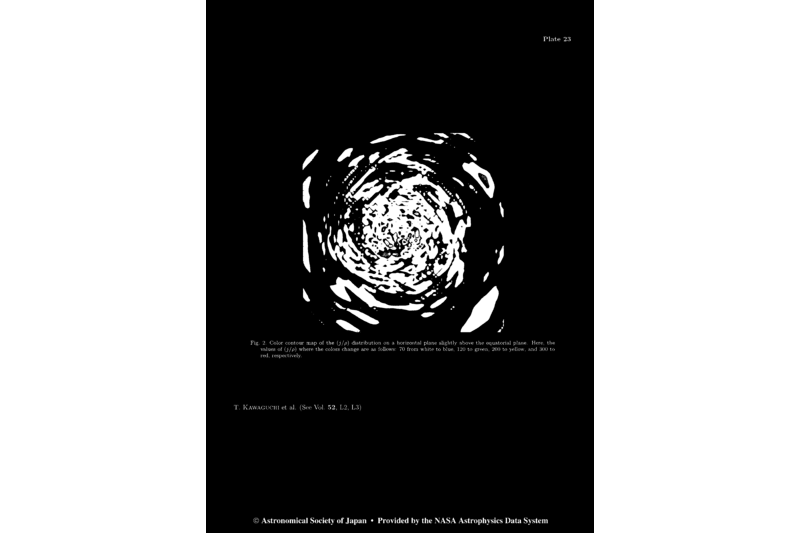 Plate 23
Fig. 2. Color contour map of the (j/ρ) distribution on a horizontal plane slightly above the equatorial plane. Here, the
values of (j/ρ) where the colors change are as follows: 70 from white to blue, 120 to green, 200 to yellow, and 300 to
red, respectively.
T. KAWAGUCHI et al. (See Vol. 52, L2, L3)
© Astronomical Society of Japan • Provided by the NASA Astrophysics Data System